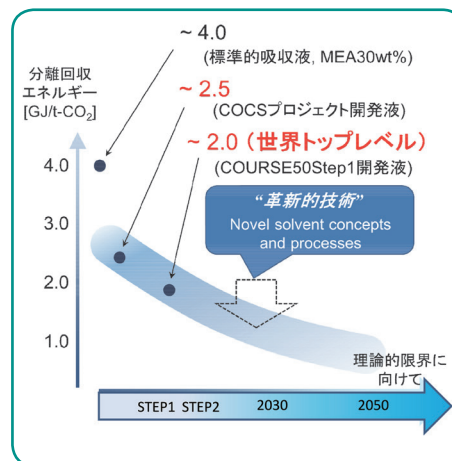 ~ 4.0
(標準的吸収液, MEA30wt%)
分離回収
エネルギー
[GJ/t-CO₂]
~ 2.5
(COCSプロジェクト開発液)
~ 2.0 (世界トップレベル)
(COURSE50Step1開発液)
4.0
3.0
2.0
1.0
“革新的技術”
Novel solvent concepts
and processes
理論的限界に
向けて
STEP1 STEP2 2030 2050